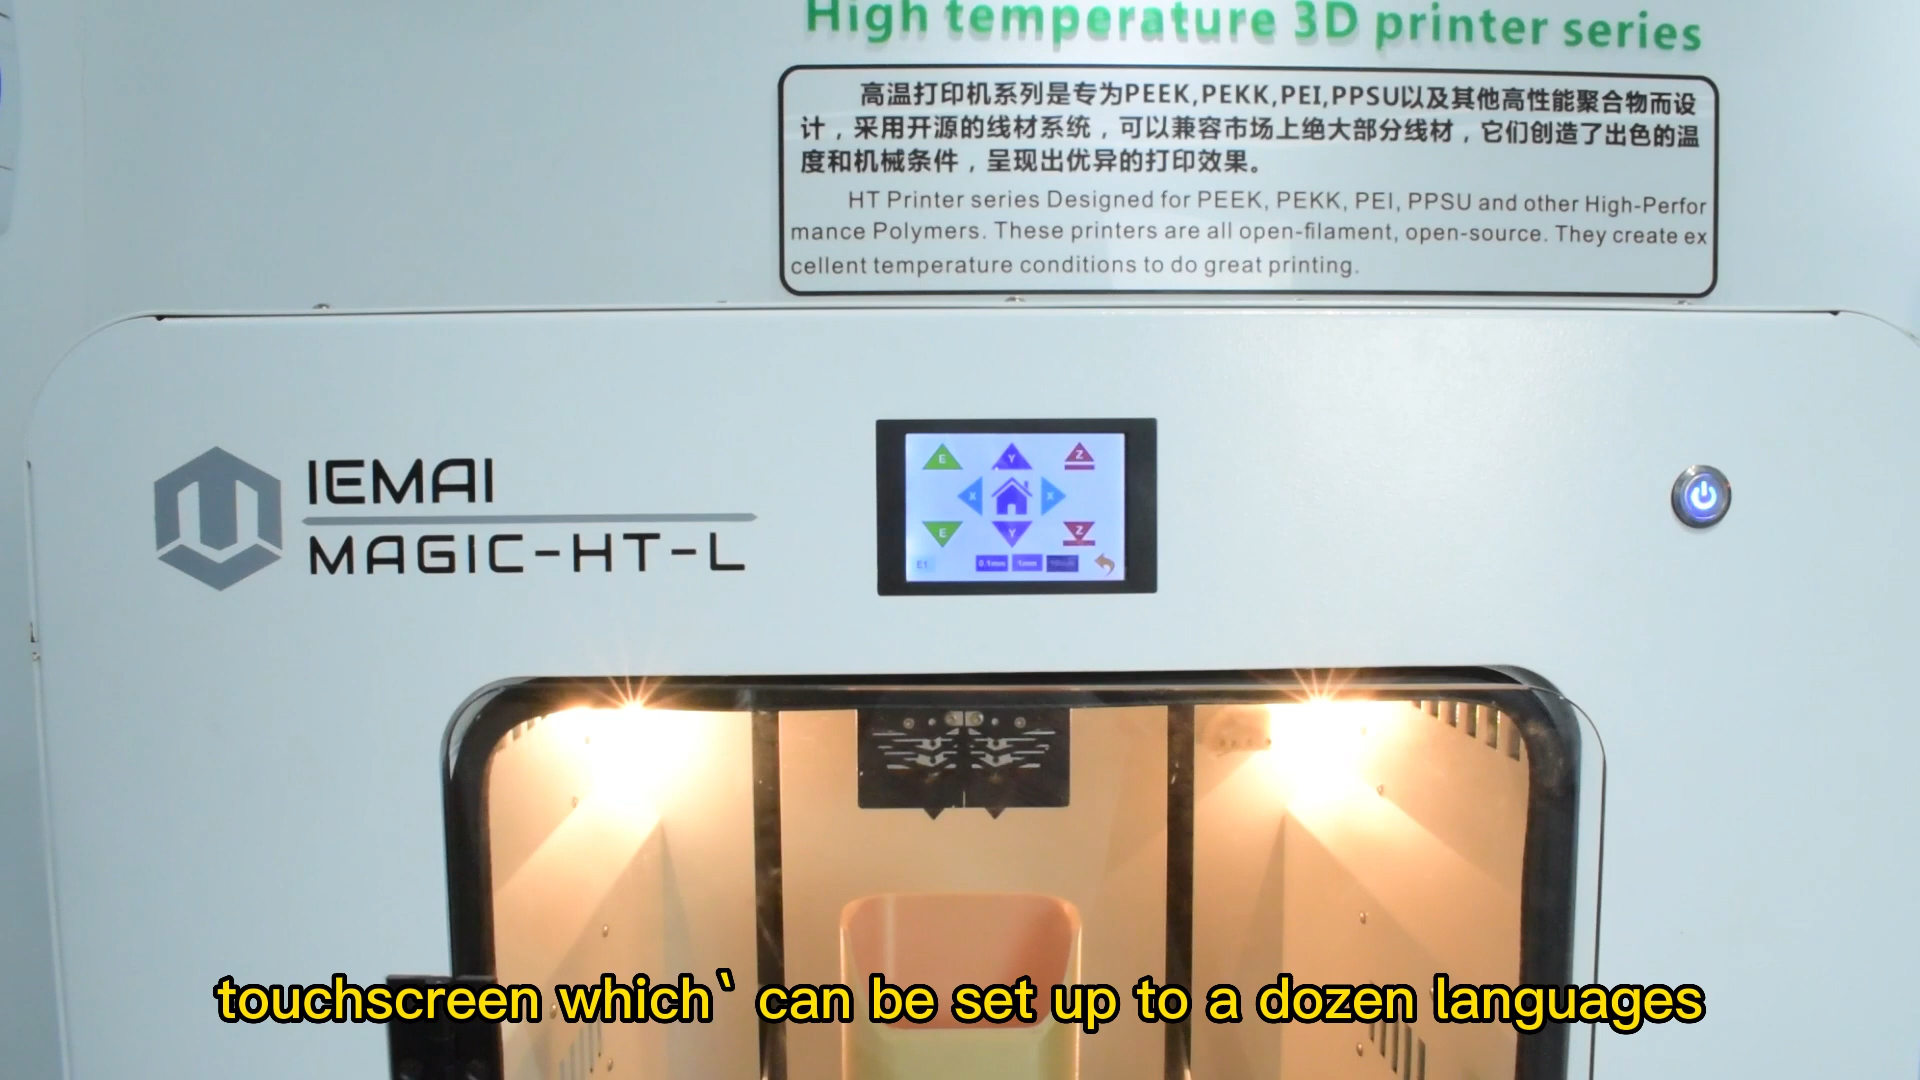 High temperature 3D printer series
高温打印机系列是专为PEEK,PEKK,PEI,PPSU以及其他高性能聚合物而设
计，采用开源的线材系统，可以兼容市场上绝大部分线材，它们创造了出色的温
度和机械条件，呈现出优异的打印效果。
HT Printer series Designed for PEEK, PEKK, PEI, PPSU and other High-Perfor
mance Polymers. These printers are all open-filament, open-source. They create ex
cellent temperature conditions to do great printing.
IEMAI
MAGIC-HT-L
E Y Z
X X
E Y Z
E1 0.1mm 1mm
touchscreen which` can be set up to a dozen languages